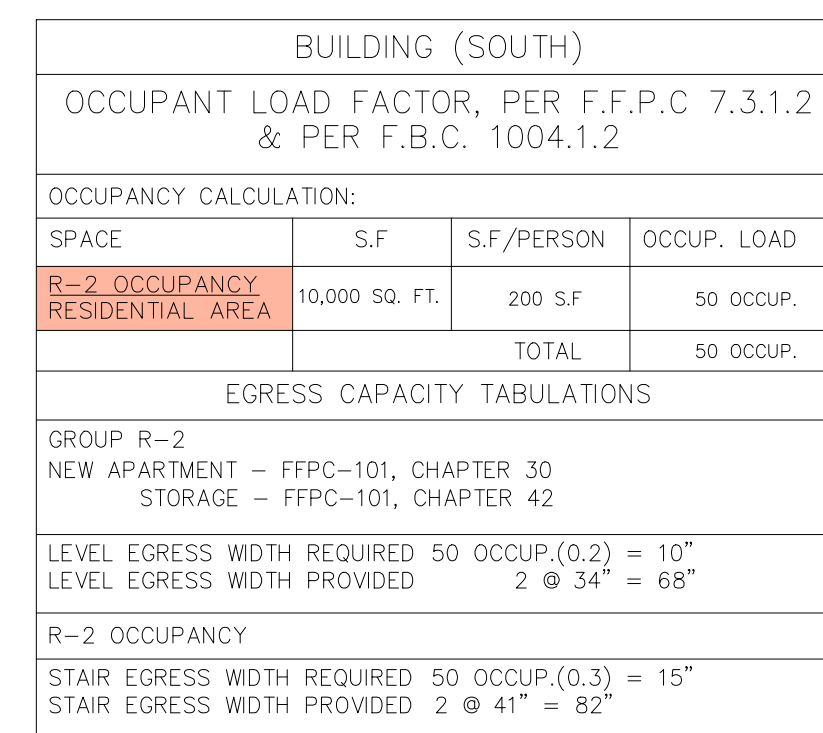 BUILDING (SOUTH)
OCCUPANT LOAD FACTOR, PER F.F.P.C 7.3.1.2
& PER F.B.C. 1004.1.2
OCCUPANCY CALCULATION:
SPACE S.F S.F/PERSON OCCUP. LOAD
R-2 OCCUPANCY
RESIDENTIAL AREA 10,000 SQ. FT. 200 S.F 50 OCCUP.
TOTAL 50 OCCUP.
EGRESS CAPACITY TABULATIONS
GROUP R-2
NEW APARTMENT - FFPC-101, CHAPTER 30
STORAGE - FFPC-101, CHAPTER 42
LEVEL EGRESS WIDTH REQUIRED 50 OCCUP.(0.2) = 10”
LEVEL EGRESS WIDTH PROVIDED 2 @ 34” = 68”
R-2 OCCUPANCY
STAIR EGRESS WIDTH REQUIRED 50 OCCUP.(0.3) = 15”
STAIR EGRESS WIDTH PROVIDED 2 @ 41” = 82”